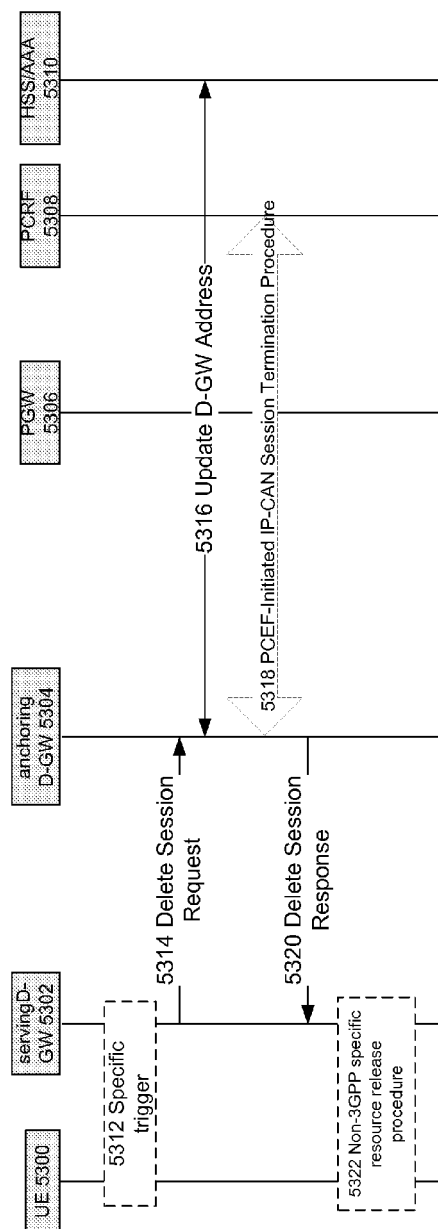 UE 5300
servingD-
GW 5302
anchoring
D-GW 5304
PGW
5306
PCRF
5308
HSS/AAA
5310
5312 Specific
trigger
5314 Delete Session
Request
5316 Update D-GW Address
5318 PCEF-Initiated IP-CAN Session Termination Procedure
5320 Delete Session
Response
5322 Non-3GPP specific
resource release
procedure